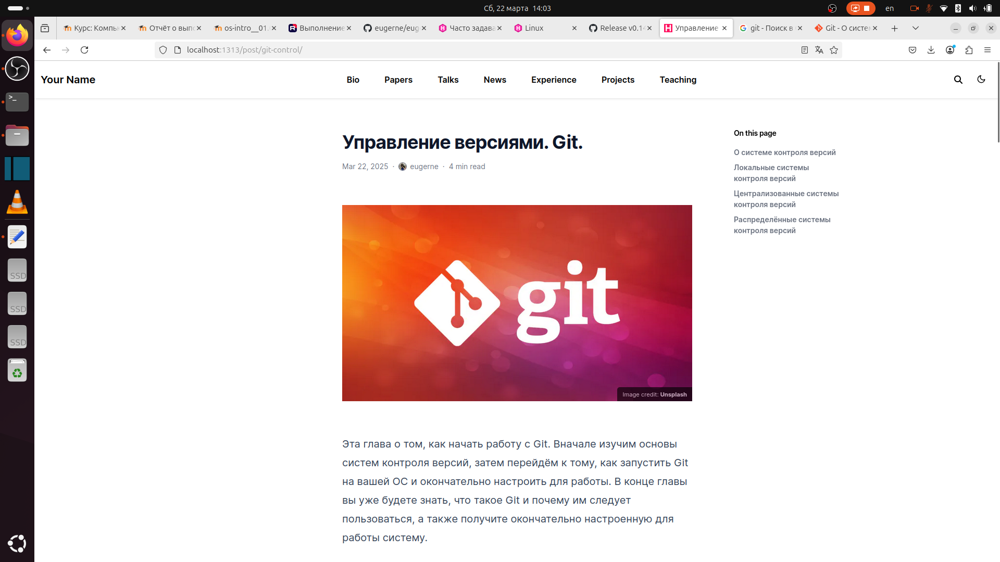 Сб, 22 марта 14:03
en
Курс: Компь
Отчёт о вып
os-intro__01.
Выполнение
eugerne/eug
Часто задава
Linux
Release v0.14
Управление
git - Поиск в
Git - О систе
localhost:1313/post/git-control/
Your Name
Bio
Papers
Talks
News
Experience
Projects
Teaching
Управление версиями. Git.
Mar 22, 2025 · eugerne · 4 min read
On this page
О системе контроля версий
Локальные системы
контроля версий
Централизованные системы
контроля версий
Распределённые системы
контроля версий
git
Image credit: Unsplash
Эта глава о том, как начать работу с Git. Вначале изучим основы
систем контроля версий, затем перейдём к тому, как запустить Git
на вашей ОС и окончательно настроить для работы. В конце главы
вы уже будете знать, что такое Git и почему им следует
пользоваться, а также получите окончательно настроенную для
работы систему.
>_
SSD
SSD
SSD